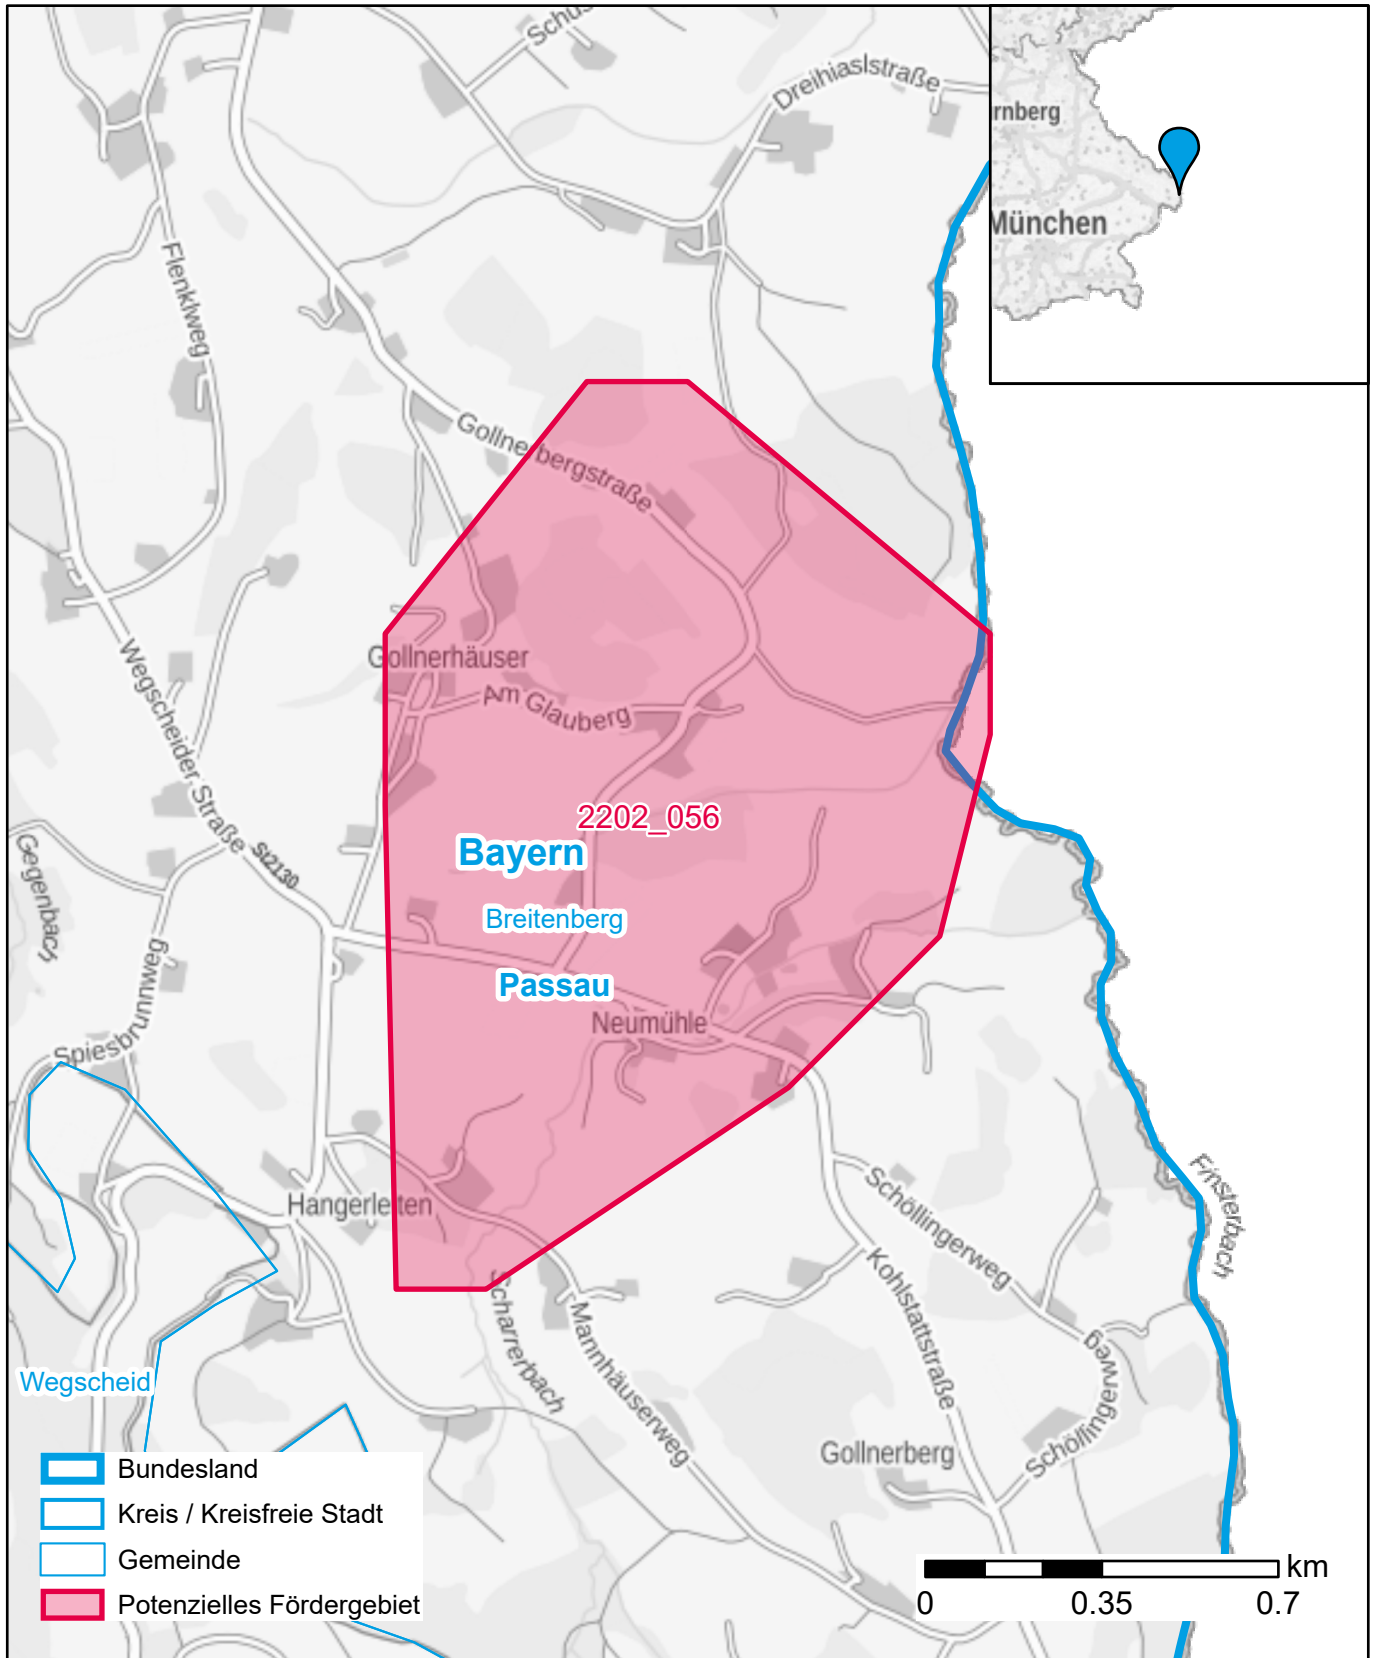 Schus
Dreihiaslstraße
rnberg
München
Flenklweg
Gollnerbergstraße
Gollnerhäuser
Am Glauberg
Wegscheider Straße
St2130
2202_056
Bayern
Breitenberg
Passau
Neumühle
Gegenbach
Spiesbrunnweg
Hangerleiten
Schöllingerweg
Finsterbach
Kohlstattstraße
Scharrerbach
Mannhäuserweg
Schöllingerweg
Wegscheid
Gollnerberg
Bundesland
Kreis / Kreisfreie Stadt
Gemeinde
Potenzielles Fördergebiet
km
0 0.35 0.7